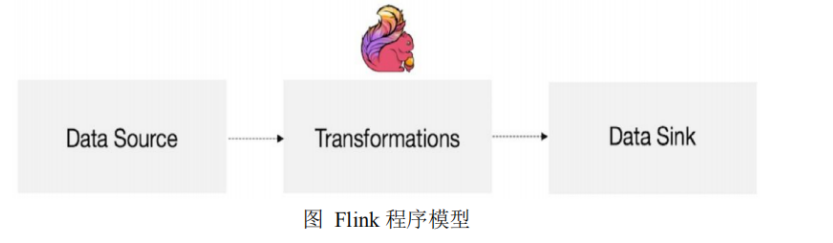 Data Source
Transformations
Data Sink
图 Flink 程序模型